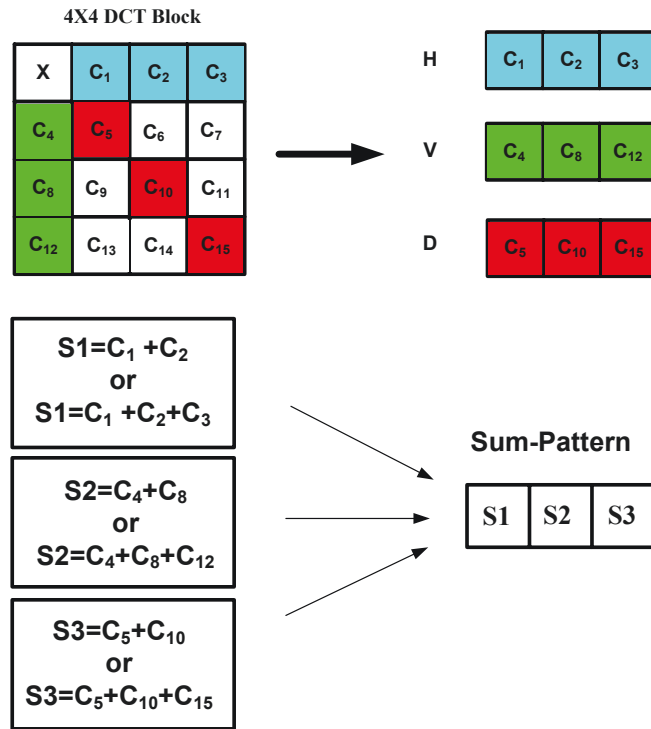 4X4 DCT Block
X C₁ C₂ C₃
C₄ C₅ C₆ C₇
C₈ C₉ C₁₀ C₁₁
C₁₂ C₁₃ C₁₄ C₁₅
H C₁ C₂ C₃
V C₄ C₈ C₁₂
D C₅ C₁₀ C₁₅
S1=C₁ +C₂
or
S1=C₁ +C₂+C₃
S2=C₄+C₈
or
S2=C₄+C₈+C₁₂
S3=C₅+C₁₀
or
S3=C₅+C₁₀+C₁₅
Sum-Pattern
S1 S2 S3